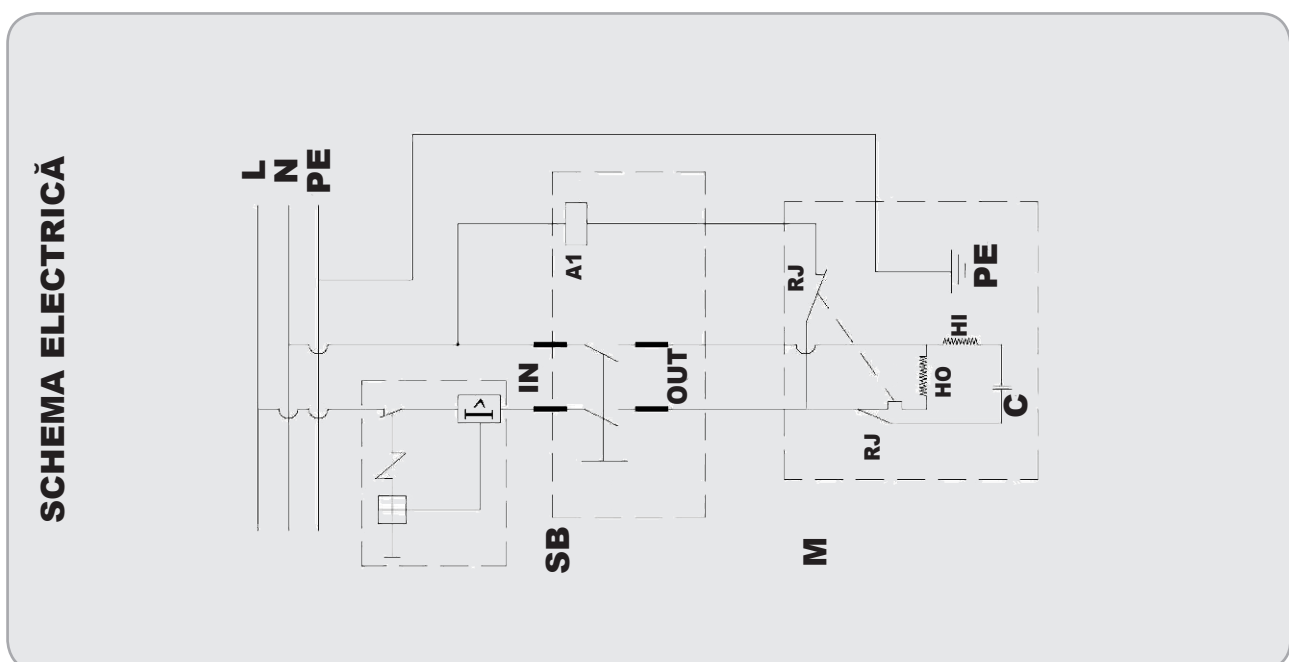 SCHEMA ELECTRICĂ
L
N
PE
A1
IN
OUT
SB
I>
RJ
RJ
HO
HI
C
PE
M